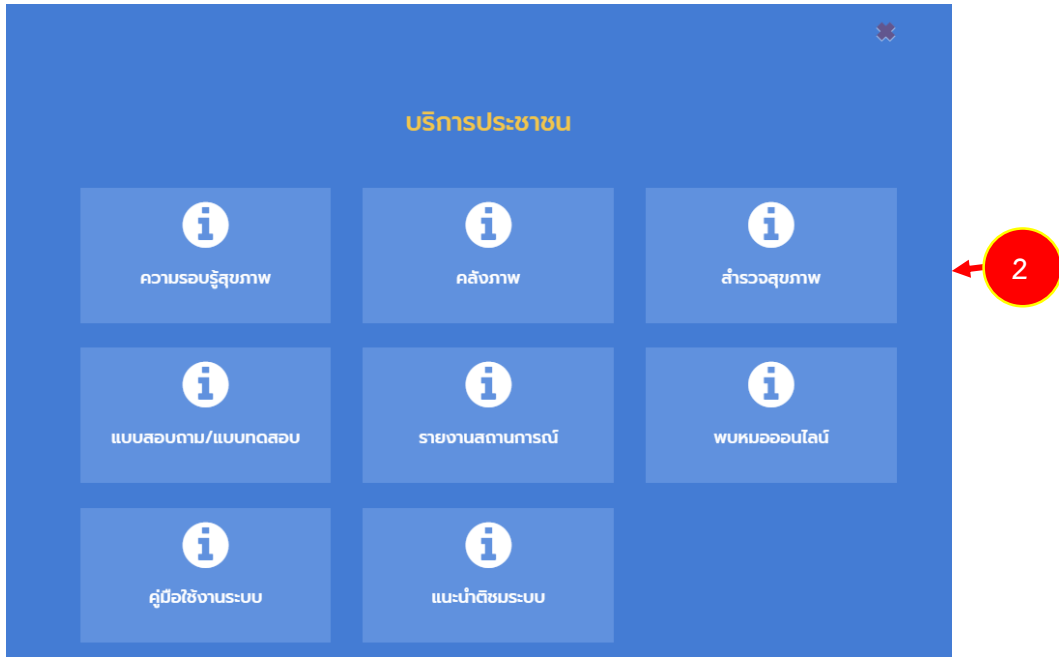 บริการประชาชน
ความรอบรู้สุขภาพ
คลังภาพ
สำรวจสุขภาพ
2
แบบสอบถาม/แบบทดสอบ
รายงานสถานการณ์
พบหมอออนไลน์
คู่มือใช้งานระบบ
แนะนำติชมระบบ